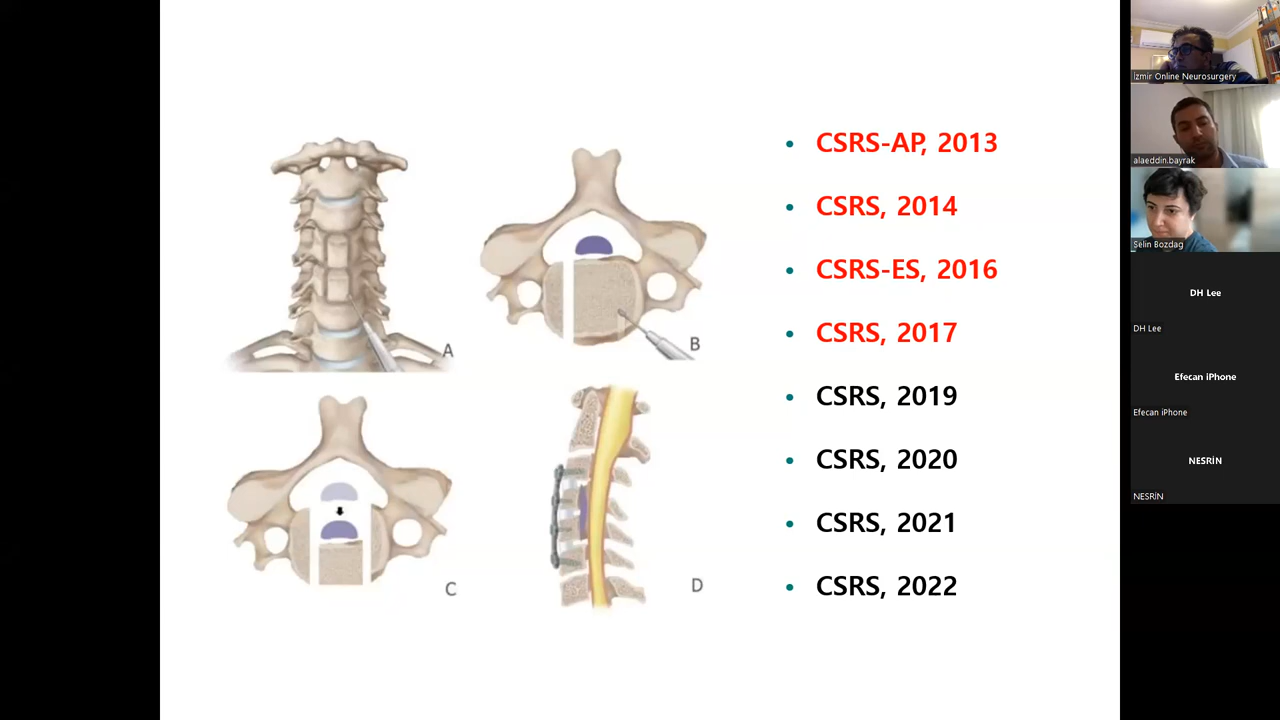 A
B
C
D
• CSRS-AP, 2013
• CSRS, 2014
• CSRS-ES, 2016
• CSRS, 2017
• CSRS, 2019
• CSRS, 2020
• CSRS, 2021
• CSRS, 2022
İzmir Online Neurosurgery
alaeddin.bayrak
Selin Bozdag
DH Lee
DH Lee
Efecan iPhone
Efecan iPhone
NESRİN
NESRİN